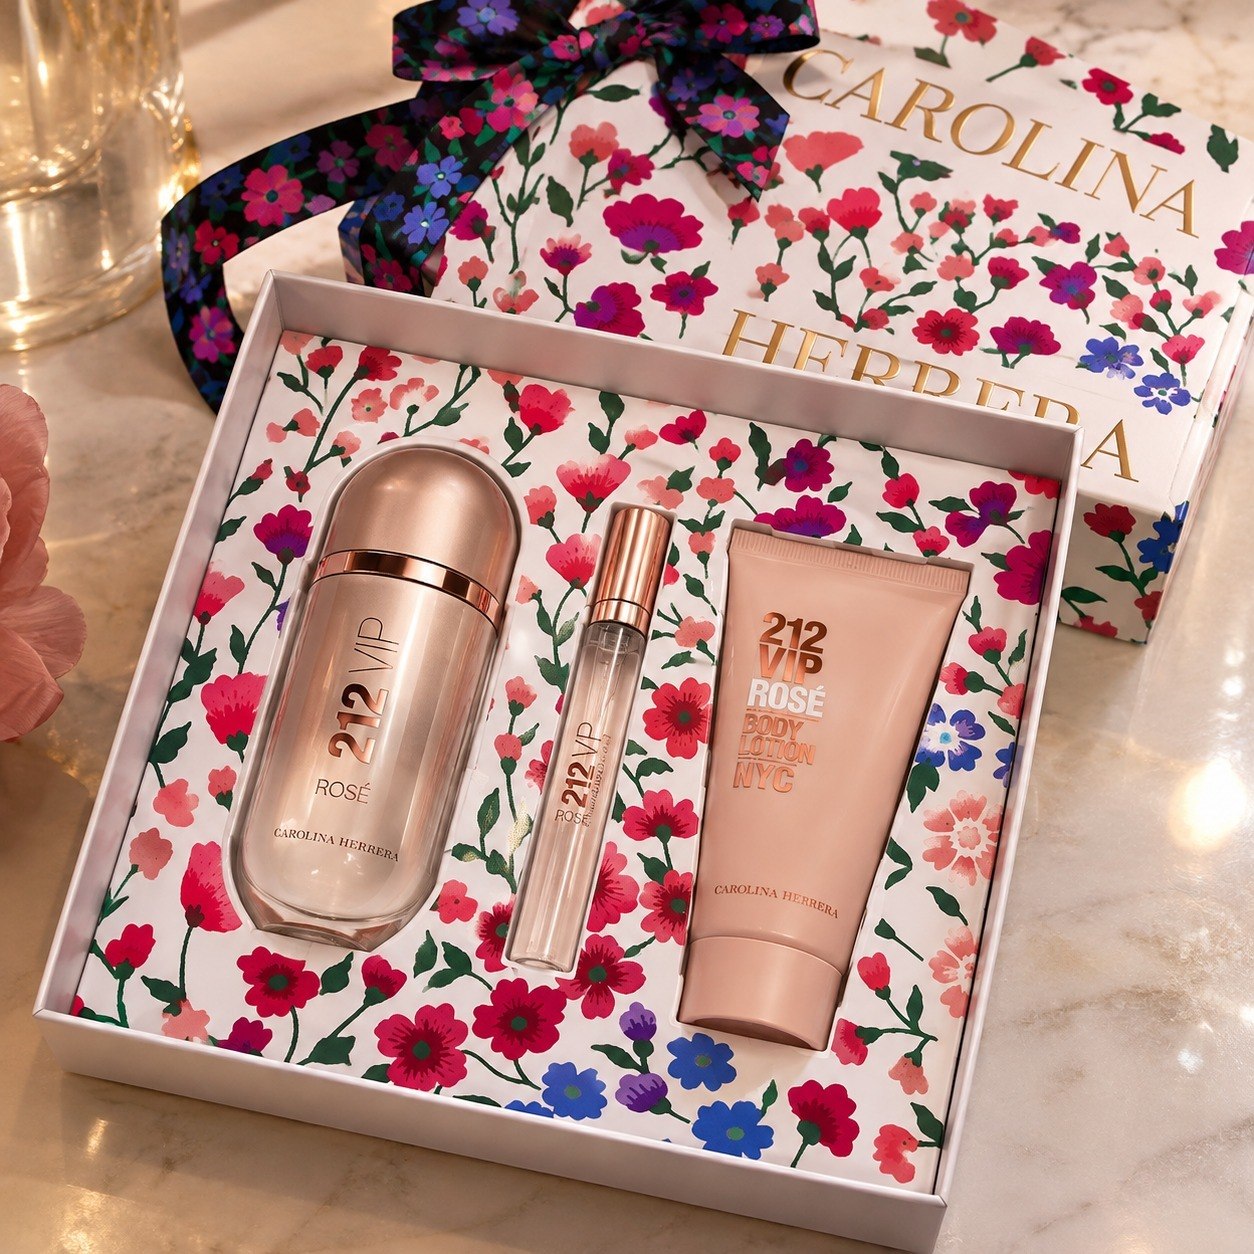 CAROLINA
HERRERA
212 VIP
ROSÉ
CAROLINA HERRERA
212 VIP
ROSÉ
212
VIP
ROSÉ
BODY
LOTION
NYC
CAROLINA HERRERA